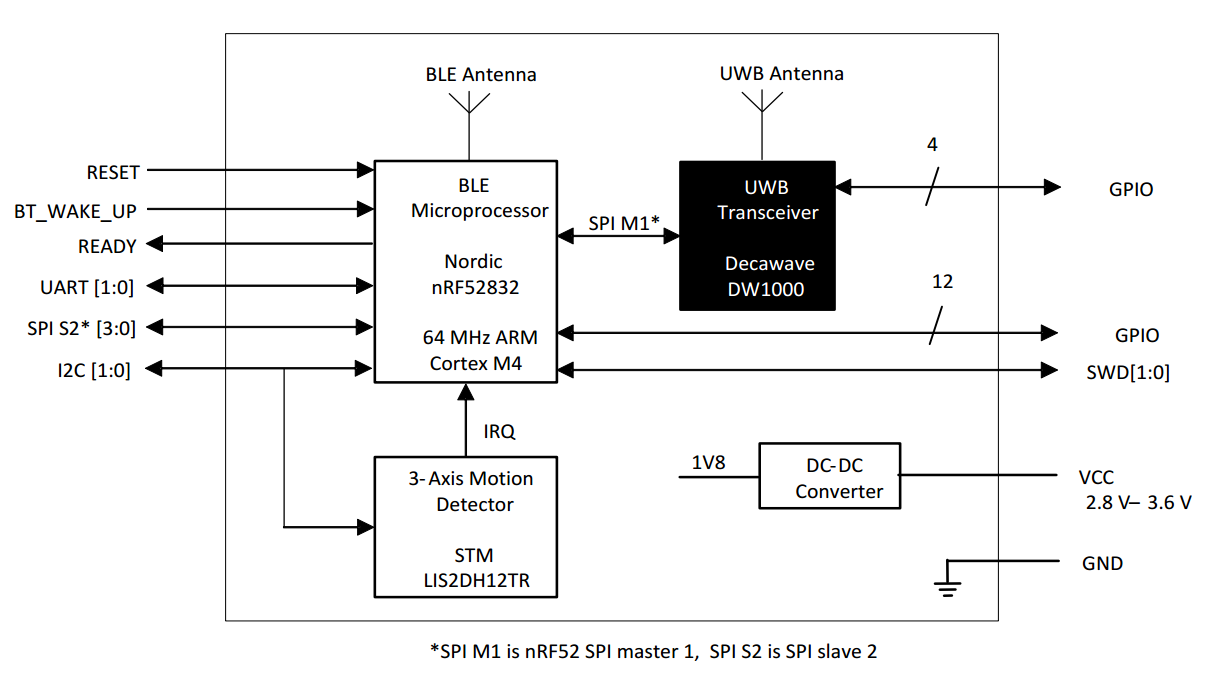 BLE Antenna
UWB Antenna
4
RESET
BT_WAKE_UP
READY
UART [1:0]
SPI S2* [3:0]
I2C [1:0]
BLE
Microprocessor
Nordic
nRF52832
64 MHz ARM
Cortex M4
SPI M1*
UWB
Transceiver
Decawave
DW1000
GPIO
12
GPIO
SWD[1:0]
IRQ
3-Axis Motion
Detector
STM
LIS2DH12TR
1V8
DC-DC
Converter
VCC
2.8 V– 3.6 V
GND
*SPI M1 is nRF52 SPI master 1, SPI S2 is SPI slave 2